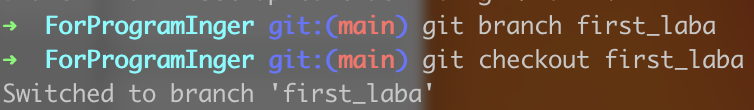 ➜ ForProgramInger git:(main) git branch first_laba
➜ ForProgramInger git:(main) git checkout first_laba
Switched to branch 'first_laba'